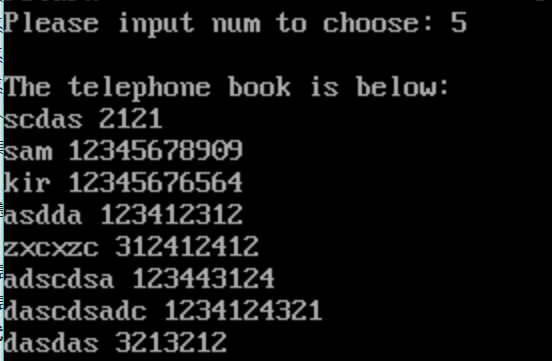 Please input num to choose: 5
The telephone book is below:
scdas 2121
sam 12345678909
kir 12345676564
asdda 123412312
zxcxzc 312412412
adscdsa 123443124
dascdsadc 1234124321
dasdas 3213212